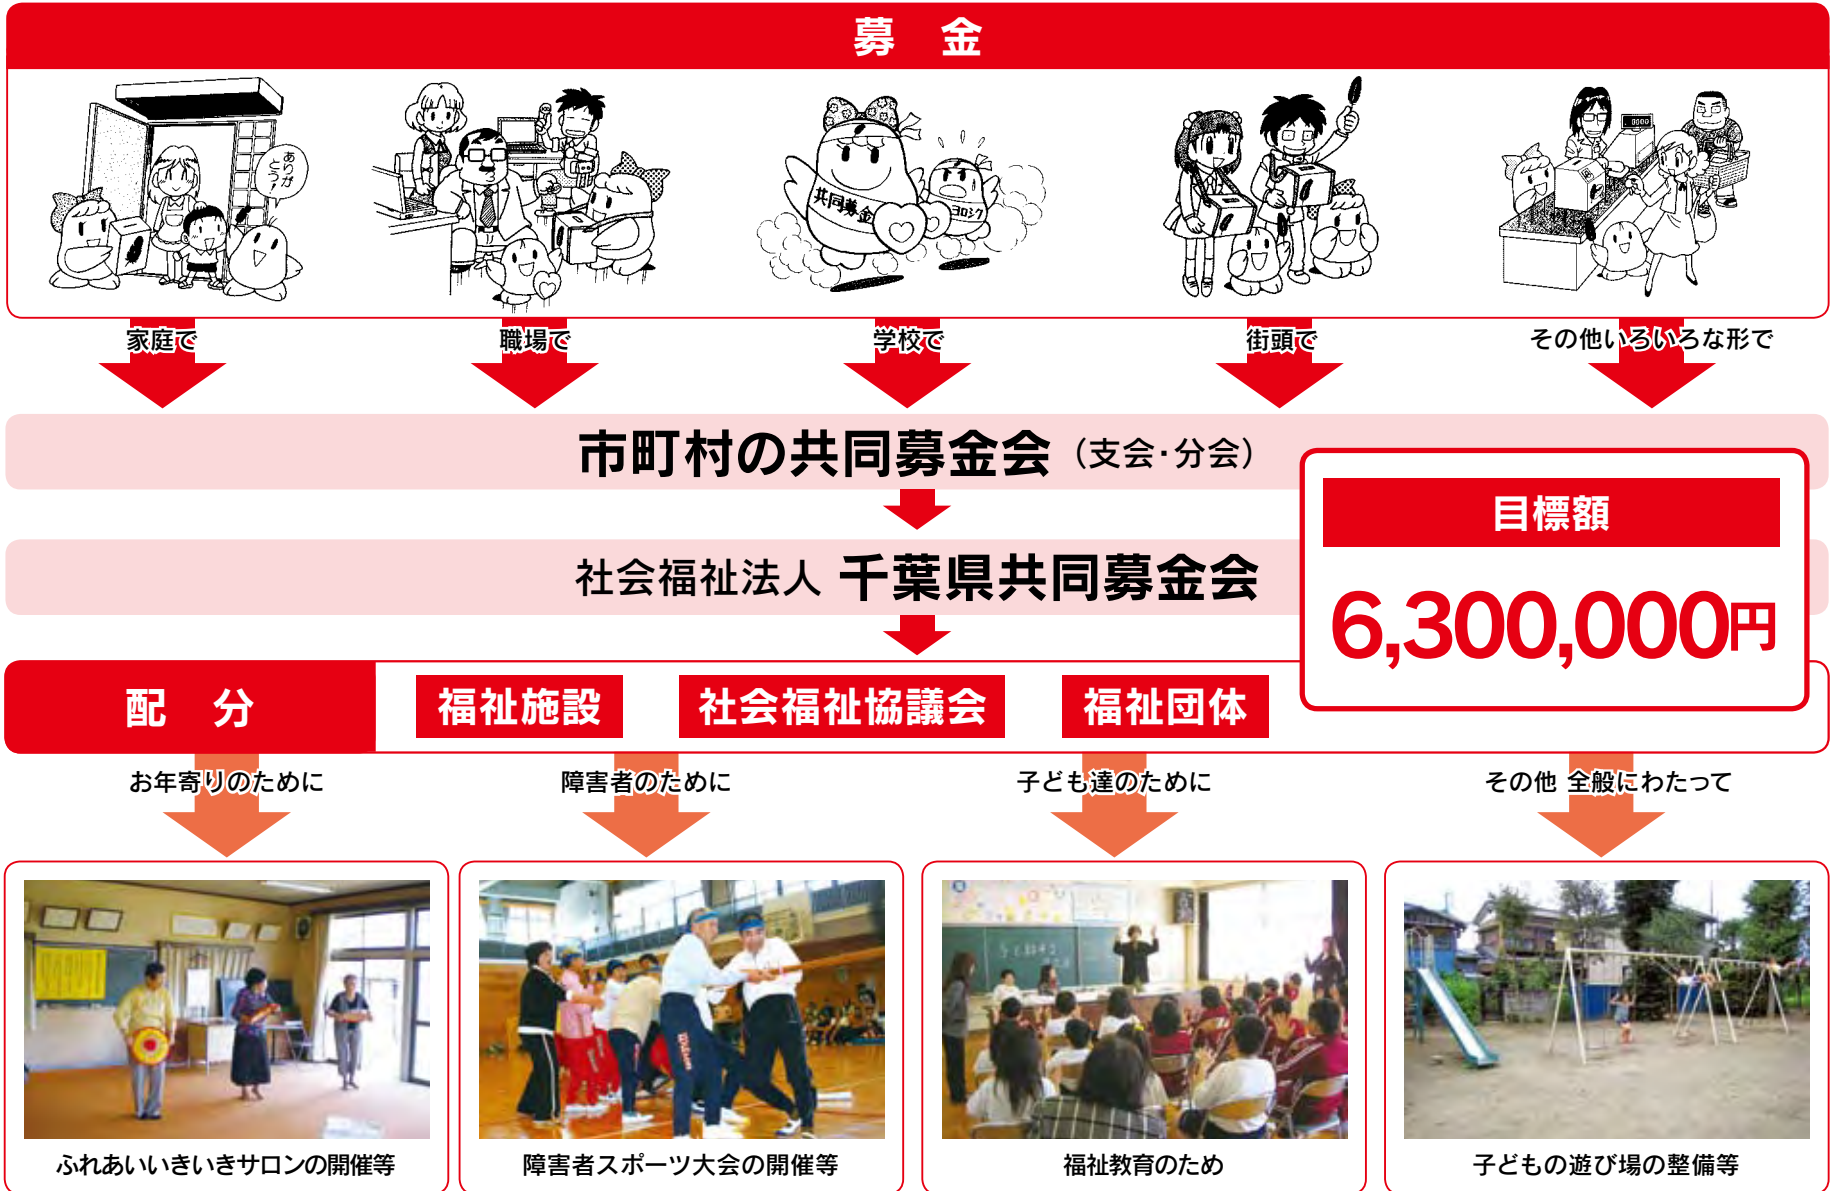 募 金
ありがとう!
共同募金
ヨロシク
0000
家庭で
職場で
学校で
街頭で
その他いろいろな形で
市町村の共同募金会（支会・分会）
社会福祉法人 千葉県共同募金会
目標額
6,300,000円
配 分
福祉施設
社会福祉協議会
福祉団体
お年寄りのために
障害者のために
子ども達のために
その他 全般にわたって
ふれあいいきいきサロンの開催等
障害者スポーツ大会の開催等
福祉教育のため
子どもの遊び場の整備等